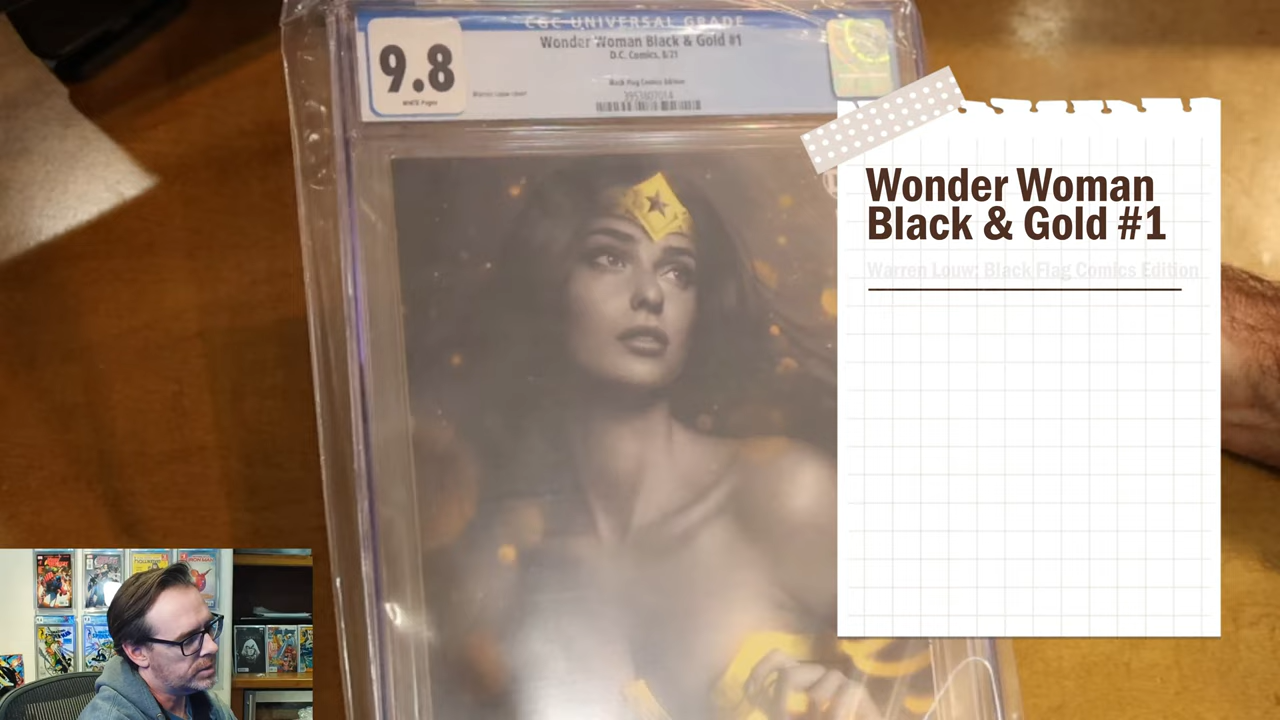 CGC UNIVERSAL GRADE
9.8
WHITE Pages
Wonder Woman Black & Gold #1
D.C. Comics, 8/21
Black Flag Comics Edition
Warren Louw cover
3951807014
Wonder Woman
Black & Gold #1
Warren Louw; Black Flag Comics Edition